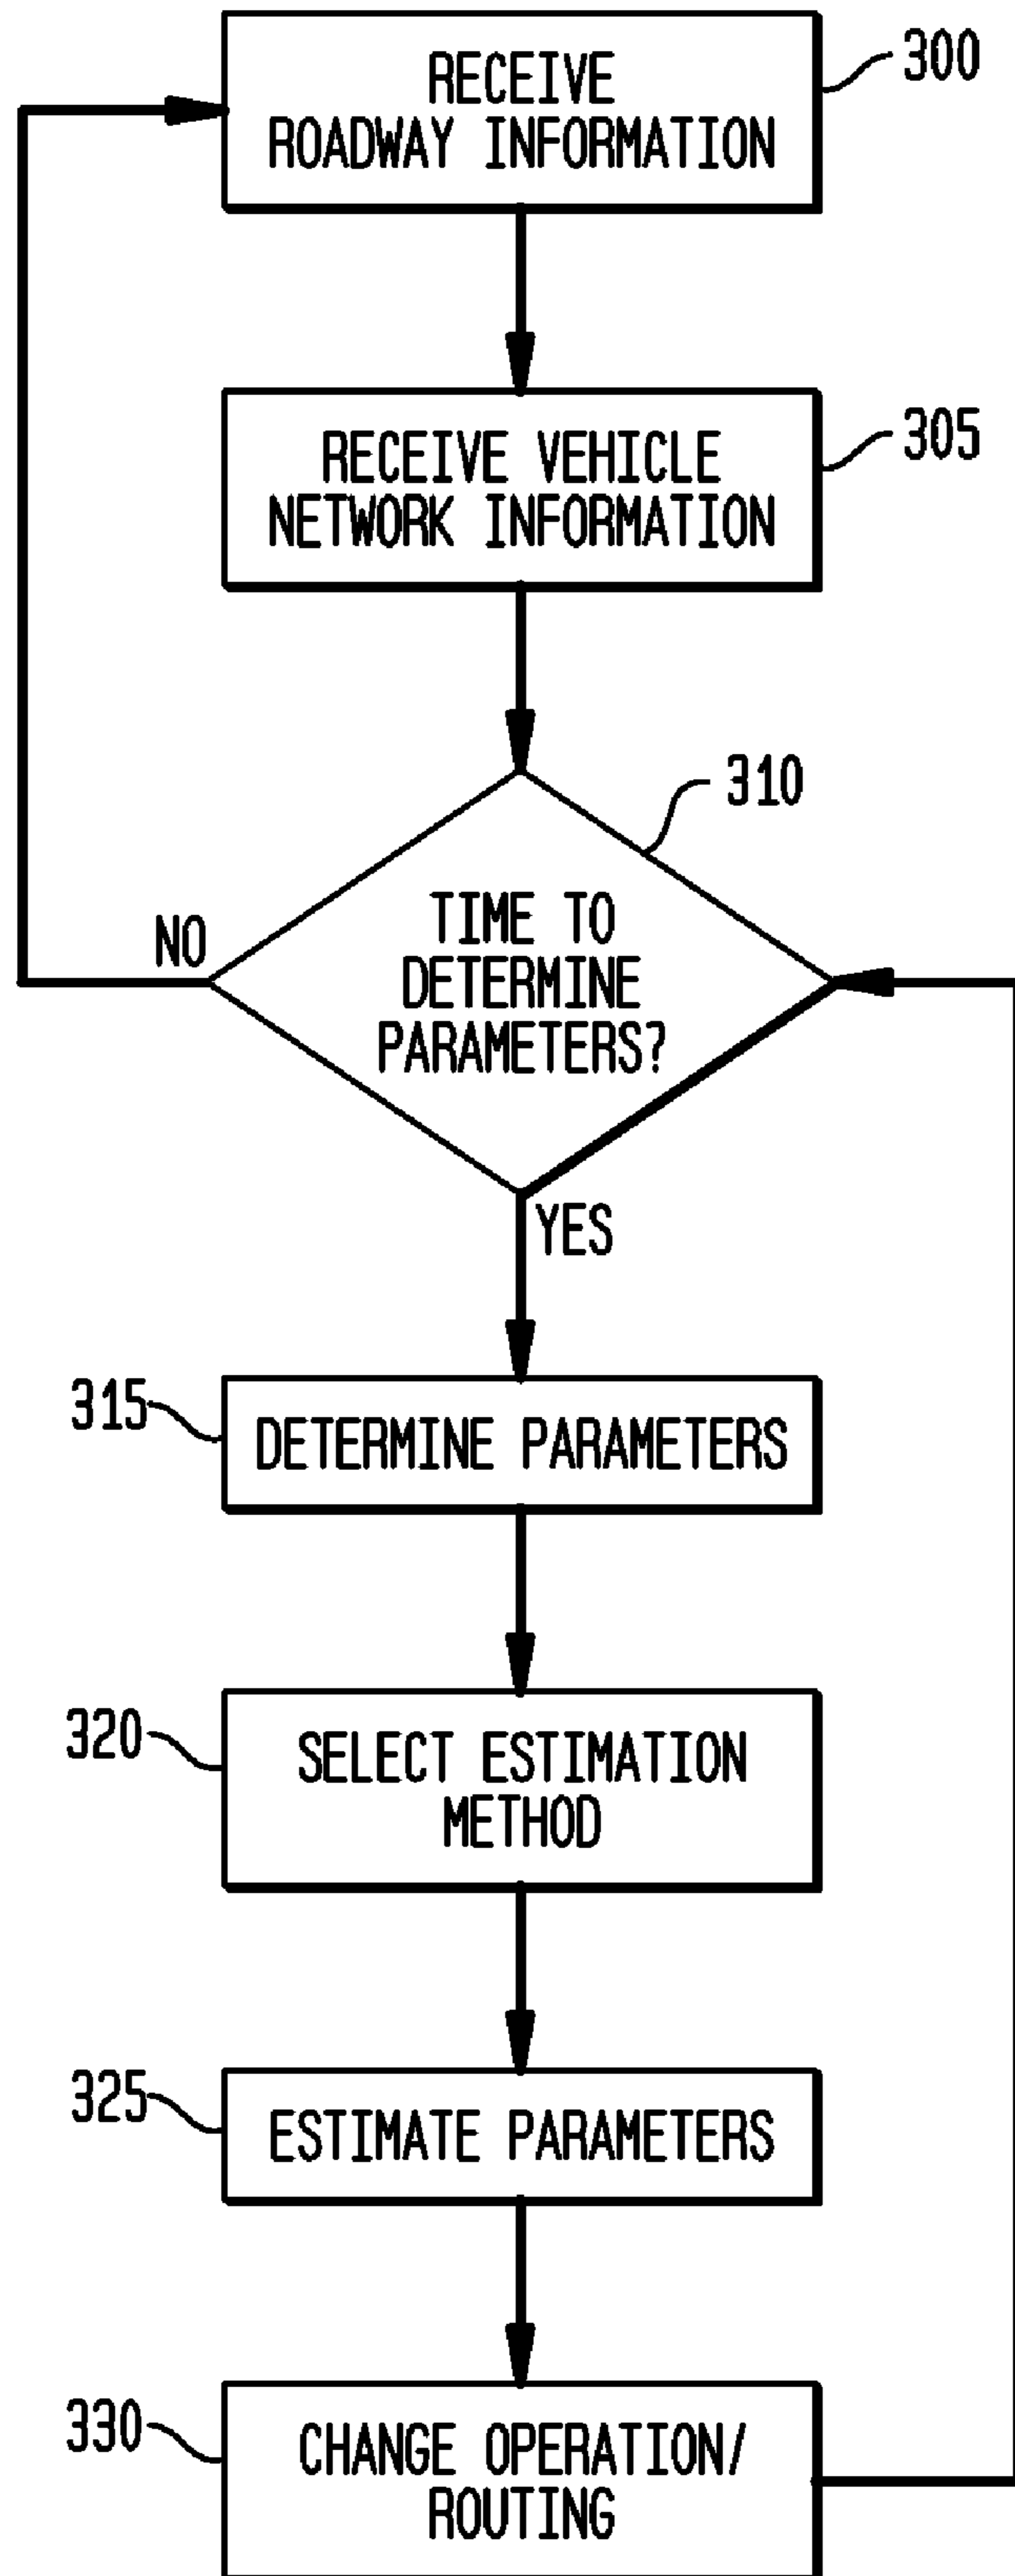 RECEIVE
ROADWAY INFORMATION
300
RECEIVE VEHICLE
NETWORK INFORMATION
305
310
TIME TO
DETERMINE
PARAMETERS?
NO
YES
315
DETERMINE PARAMETERS
320
SELECT ESTIMATION
METHOD
325
ESTIMATE PARAMETERS
330
CHANGE OPERATION/
ROUTING